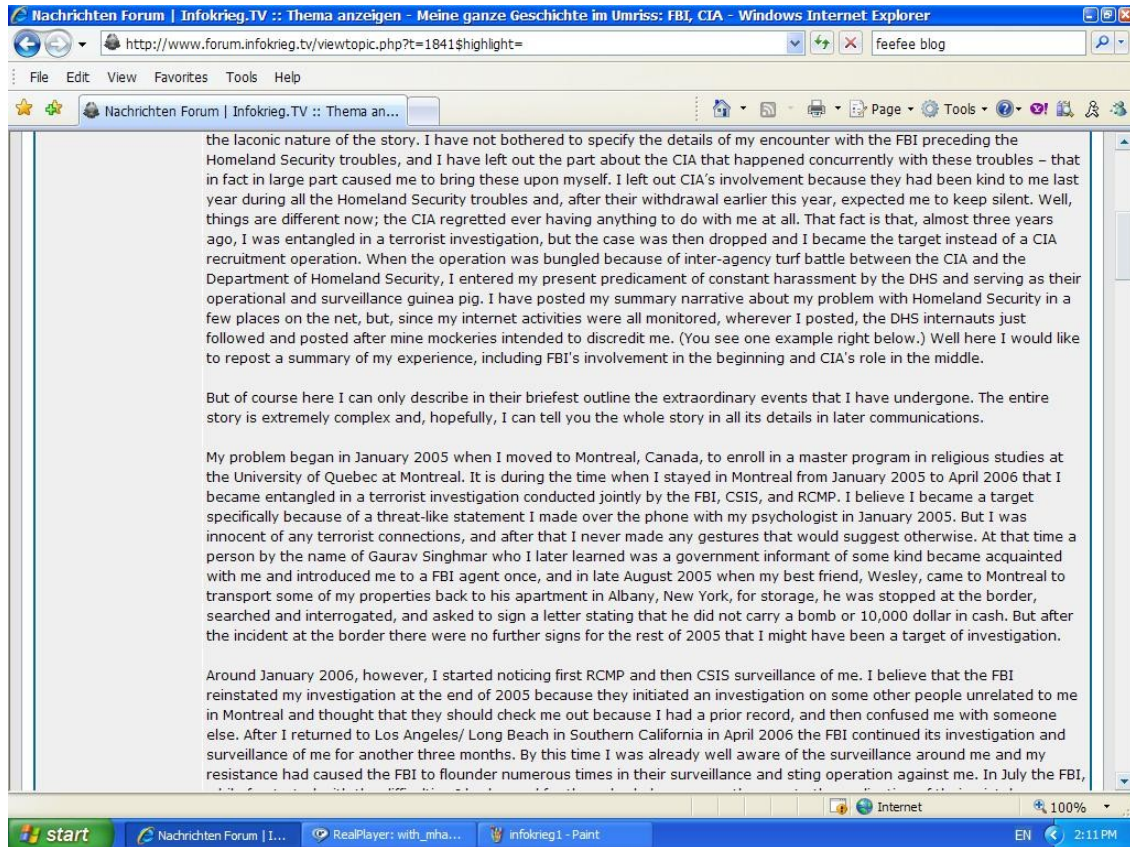 Nachrichten Forum | Infokrieg.TV :: Thema anzeigen - Meine ganze Geschichte im Umriss: FBI, CIA - Windows Internet Explorer
http://www.forum.infokrieg.tv/viewtopic.php?t=1841$highlight=
feefee blog
File Edit View Favorites Tools Help
Nachrichten Forum | Infokrieg.TV :: Thema an...
Page Tools
the laconic nature of the story. I have not bothered to specify the details of my encounter with the FBI preceding the
Homeland Security troubles, and I have left out the part about the CIA that happened concurrently with these troubles – that
in fact in large part caused me to bring these upon myself. I left out CIA's involvement because they had been kind to me last
year during all the Homeland Security troubles and, after their withdrawal earlier this year, expected me to keep silent. Well,
things are different now; the CIA regretted ever having anything to do with me at all. That fact is that, almost three years
ago, I was entangled in a terrorist investigation, but the case was then dropped and I became the target instead of a CIA
recruitment operation. When the operation was bungled because of inter-agency turf battle between the CIA and the
Department of Homeland Security, I entered my present predicament of constant harassment by the DHS and serving as their
operational and surveillance guinea pig. I have posted my summary narrative about my problem with Homeland Security in a
few places on the net, but, since my internet activities were all monitored, wherever I posted, the DHS internauts just
followed and posted after mine mockeries intended to discredit me. (You see one example right below.) Well here I would like
to repost a summary of my experience, including FBI's involvement in the beginning and CIA's role in the middle.
But of course here I can only describe in their briefest outline the extraordinary events that I have undergone. The entire
story is extremely complex and, hopefully, I can tell you the whole story in all its details in later communications.
My problem began in January 2005 when I moved to Montreal, Canada, to enroll in a master program in religious studies at
the University of Quebec at Montreal. It is during the time when I stayed in Montreal from January 2005 to April 2006 that I
became entangled in a terrorist investigation conducted jointly by the FBI, CSIS, and RCMP. I believe I became a target
specifically because of a threat-like statement I made over the phone with my psychologist in January 2005. But I was
innocent of any terrorist connections, and after that I never made any gestures that would suggest otherwise. At that time a
person by the name of Gaurav Singhmar who I later learned was a government informant of some kind became acquainted
with me and introduced me to a FBI agent once, and in late August 2005 when my best friend, Wesley, came to Montreal to
transport some of my properties back to his apartment in Albany, New York, for storage, he was stopped at the border,
searched and interrogated, and asked to sign a letter stating that he did not carry a bomb or 10,000 dollar in cash. But after
the incident at the border there were no further signs for the rest of 2005 that I might have been a target of investigation.
Around January 2006, however, I started noticing first RCMP and then CSIS surveillance of me. I believe that the FBI
reinstated my investigation at the end of 2005 because they initiated an investigation on some other people unrelated to me
in Montreal and thought that they should check me out because I had a prior record, and then confused me with someone
else. After I returned to Los Angeles/ Long Beach in Southern California in April 2006 the FBI continued its investigation and
surveillance of me for another three months. By this time I was already well aware of the surveillance around me and my
resistance had caused the FBI to flounder numerous times in their surveillance and sting operation against me. In July the FBI,
Internet 100%
start Nachrichten Forum | I... RealPlayer: with_mha... infokrieg1 - Paint EN 2:11 PM